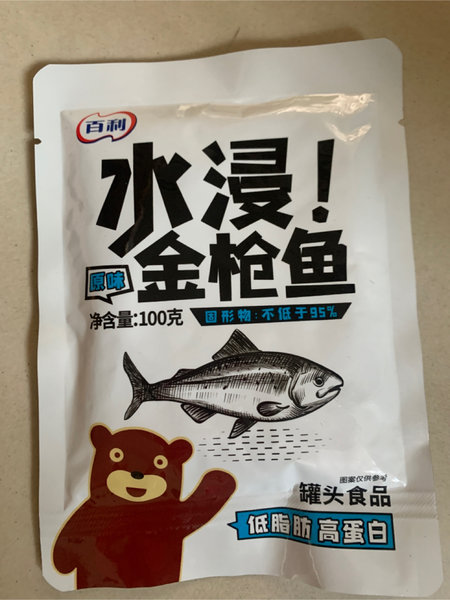 百利
水浸!
金枪鱼
原味
净含量:100克
固形物:不低于95%
图案仅供参考
罐头食品
低脂肪 高蛋白